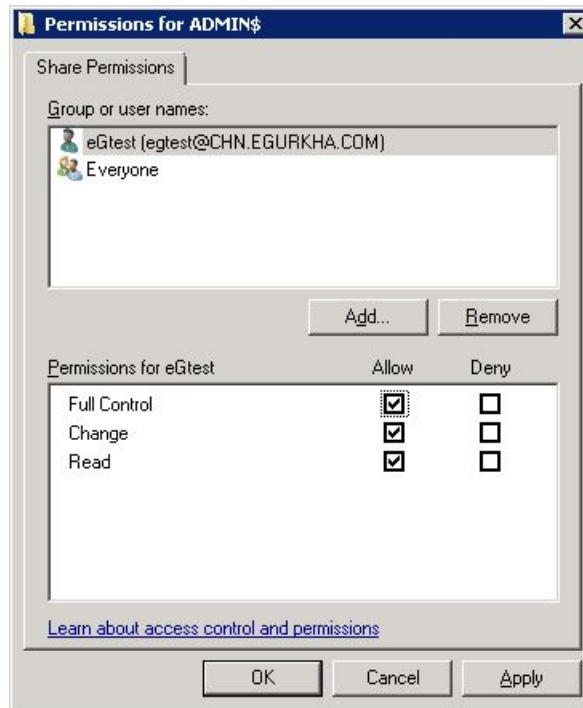 Permissions for ADMIN$
Share Permissions
Group or user names:
eGtest (egtest@CHN.EGURKHA.COM)
Everyone
Add... Remove
Permissions for eGtest Allow Deny
Full Control
Change
Read
Learn about access control and permissions
OK Cancel Apply